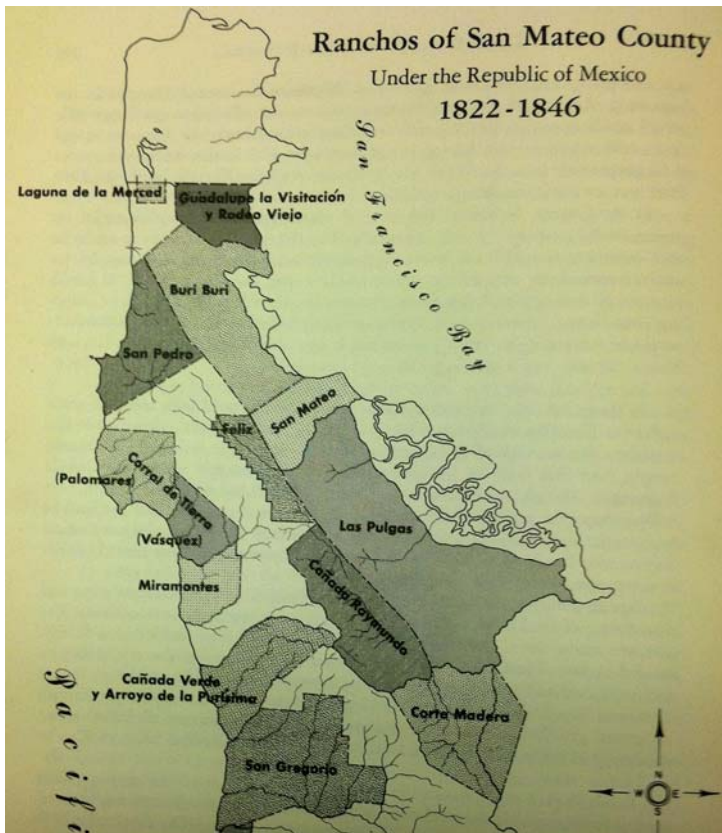 Ranchos of San Mateo County
Under the Republic of Mexico
1822-1846
San Francisco Bay
Laguna de la Merced
Guadalupe la Visitación
y Rodeo Viejo
Buri Buri
San Pedro
San Mateo
Feliz
(Palomares)
Corral de Tierra
Las Pulgas
(Vásquez)
Miramontes
Cañada Raymundo
Cañada Verde
y Arroyo de la Purísima
Corte Madera
San Gregorio
Pacifi
N
W E
S